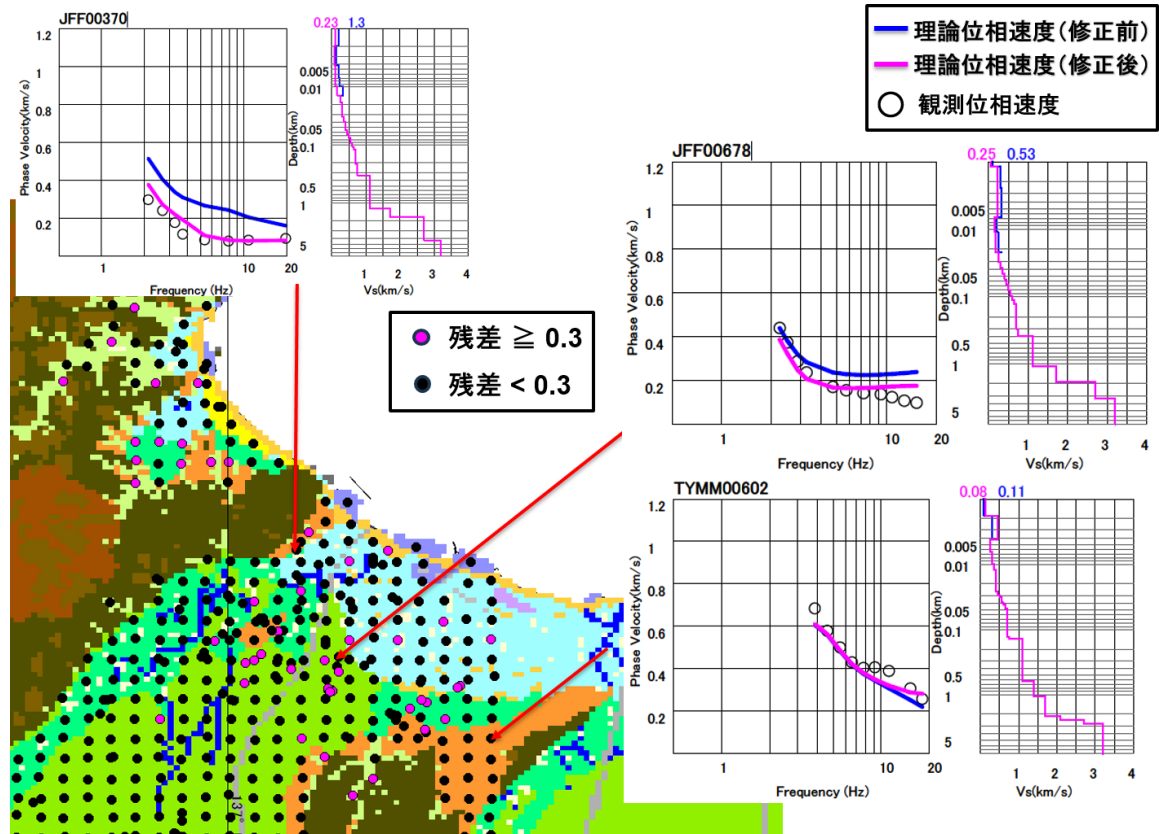 JFF00370
1.2
1
0.8
0.6
0.4
0.2
Phase Velocity(km/s)
1
10
20
Frequency (Hz)
0.23 1.3
0.005
0.01
0.05
0.1
0.5
1
5
Depth(km)
1 2 3 4
Vs(km/s)
理論位相速度(修正前)
理論位相速度(修正後)
観測位相速度
残差 ≧ 0.3
残差 < 0.3
JFF00678
1.2
1
0.8
0.6
0.4
0.2
Phase Velocity(km/s)
1
10
20
Frequency (Hz)
0.25 0.53
0.005
0.01
0.05
0.1
0.5
1
5
Depth(km)
1 2 3 4
Vs(km/s)
TYMM00602
1.2
1
0.8
0.6
0.4
0.2
Phase Velocity(km/s)
1
10
20
Frequency (Hz)
0.08 0.11
0.005
0.01
0.05
0.1
0.5
1
5
Depth(km)
1 2 3 4
Vs(km/s)
137°